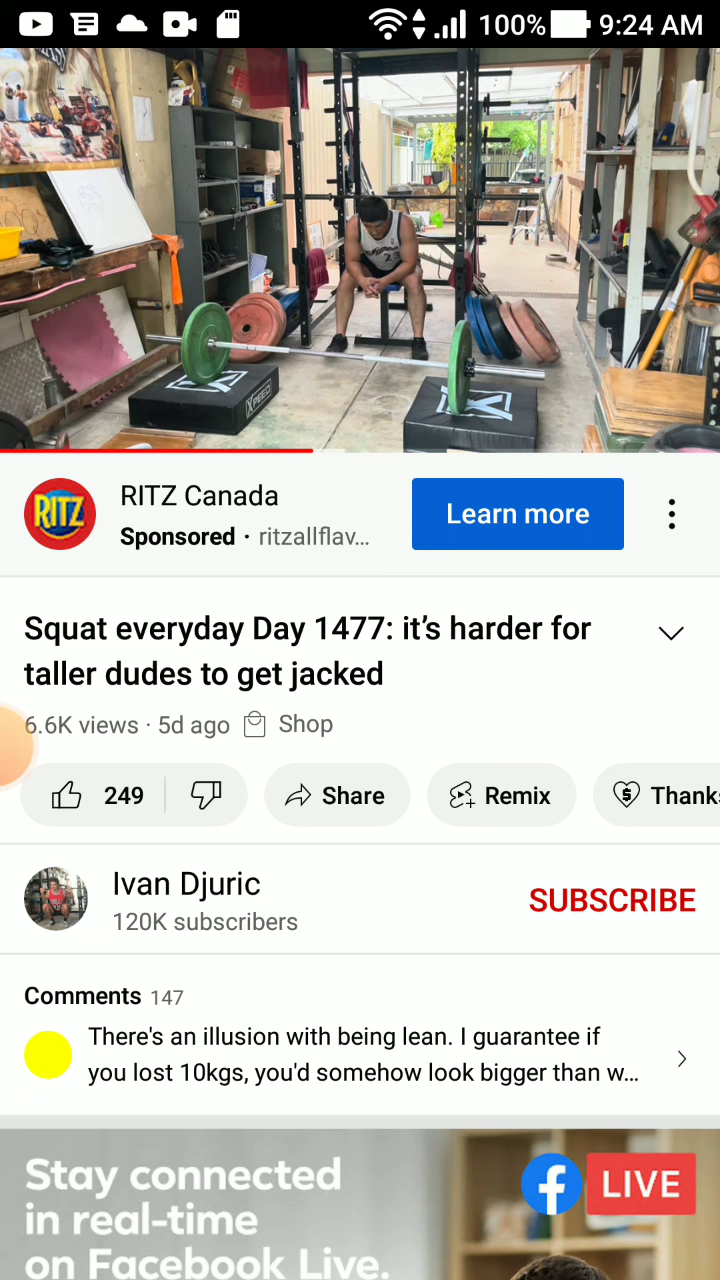 100%
9:24 AM
XPEED
RITZ
RITZ Canada
Sponsored · ritzallflav...
Learn more
Squat everyday Day 1477: it's harder for
taller dudes to get jacked
6.6K views · 5d ago
Shop
249
Share
Remix
Thank
Ivan Djuric
120K subscribers
SUBSCRIBE
Comments 147
There's an illusion with being lean. I guarantee if
you lost 10kgs, you'd somehow look bigger than w...
Stay connected
in real-time
on Facebook Live.
f LIVE